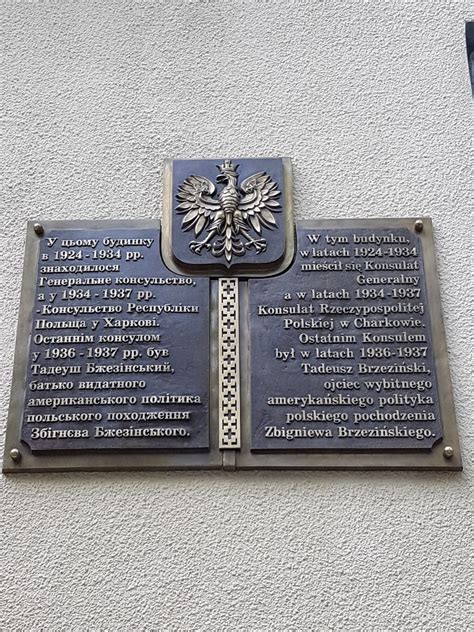 У цьому будинку
в 1924 - 1934 рр.
знаходилося
Генеральне консульство,
а у 1934 - 1937 рр.
-Консульство Республіки
Польща у Харкові.
Останнім консулом
у 1936 - 1937 рр. був
Тадеуш Бжезінський,
батько видатного
американського політика
польського походження
Збігнєва Бжезінського.
W tym budynku,
w latach 1924-1934
mieścił się Konsulat
Generalny
a w latach 1934-1937
Konsulat Rzeczypospolitej
Polskiej w Charkowie.
Ostatnim Konsulem
był w latach 1936-1937
Tadeusz Brzeziński,
ojciec wybitnego
amerykańskiego polityka
polskiego pochodzenia
Zbigniewa Brzezińskiego.